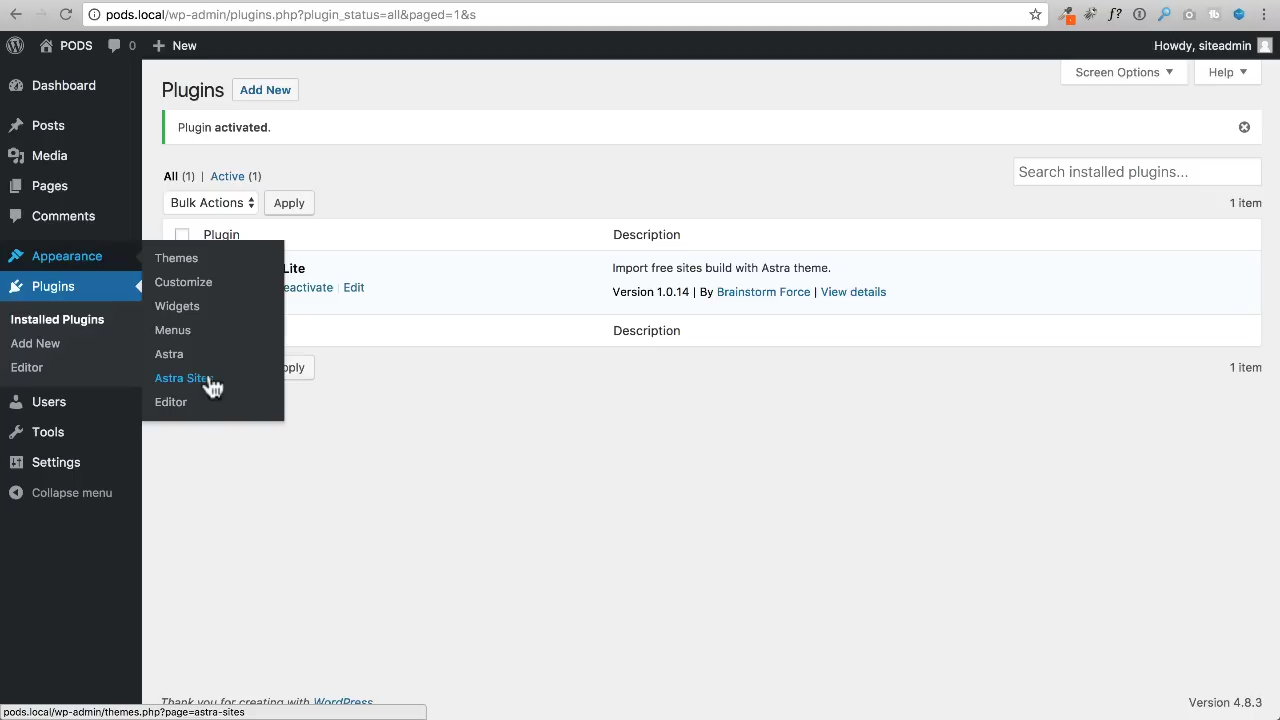 pods.local/wp-admin/plugins.php?plugin_status=all&paged=1&s
PODS 0 New Howdy, siteadmin
Screen Options Help
Dashboard
Posts
Media
Pages
Comments
Appearance
Plugins
Installed Plugins
Add New
Editor
Users
Tools
Settings
Collapse menu
Themes
Customize
Widgets
Menus
Astra
Astra Sites
Editor
Plugins Add New
Plugin activated.
All (1) | Active (1)
Search installed plugins...
Bulk Actions Apply 1 item
Plugin Description
Lite Import free sites build with Astra theme.
eactivate | Edit Version 1.0.14 | By Brainstorm Force | View details
Description
pply 1 item
Thank you for creating with WordPress Version 4.8.3
pods.local/wp-admin/themes.php?page=astra-sites